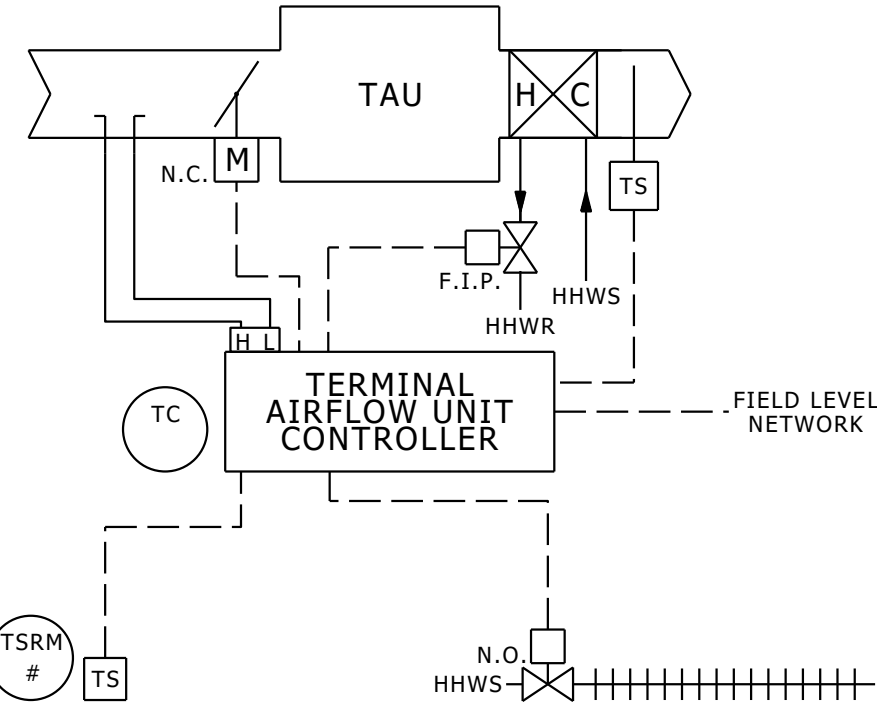 TAU
H
C
M
N.C.
TS
F.I.P.
HHWS
HHWR
H L
TERMINAL
AIRFLOW UNIT
CONTROLLER
TC
FIELD LEVEL
NETWORK
TSRM
#
TS
N.O.
HHWS